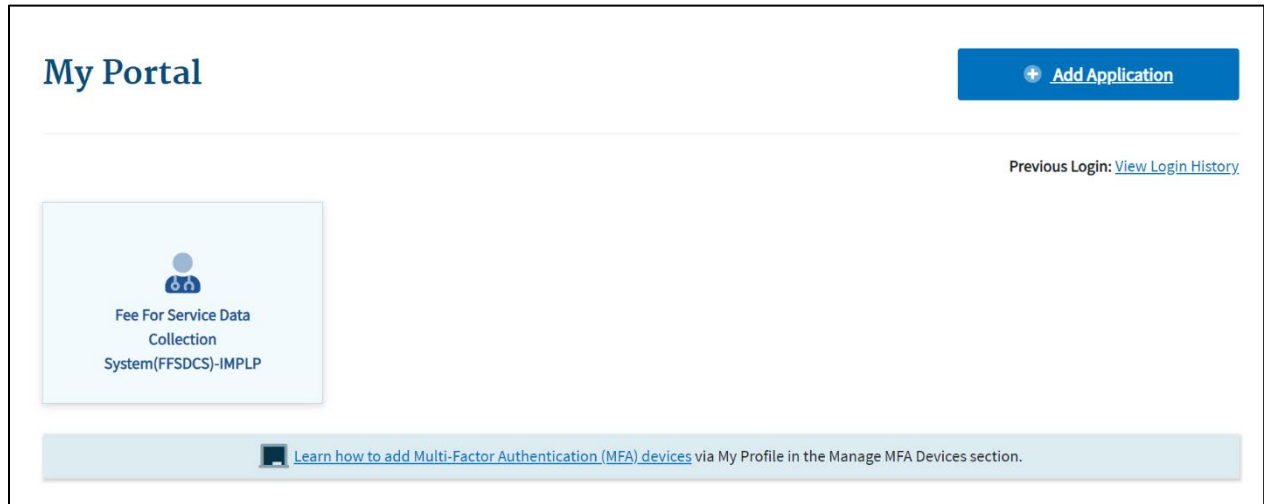 My Portal
Add Application
Previous Login: View Login History
Fee For Service Data
Collection
System(FFSDCS)-IMPLP
Learn how to add Multi-Factor Authentication (MFA) devices via My Profile in the Manage MFA Devices section.